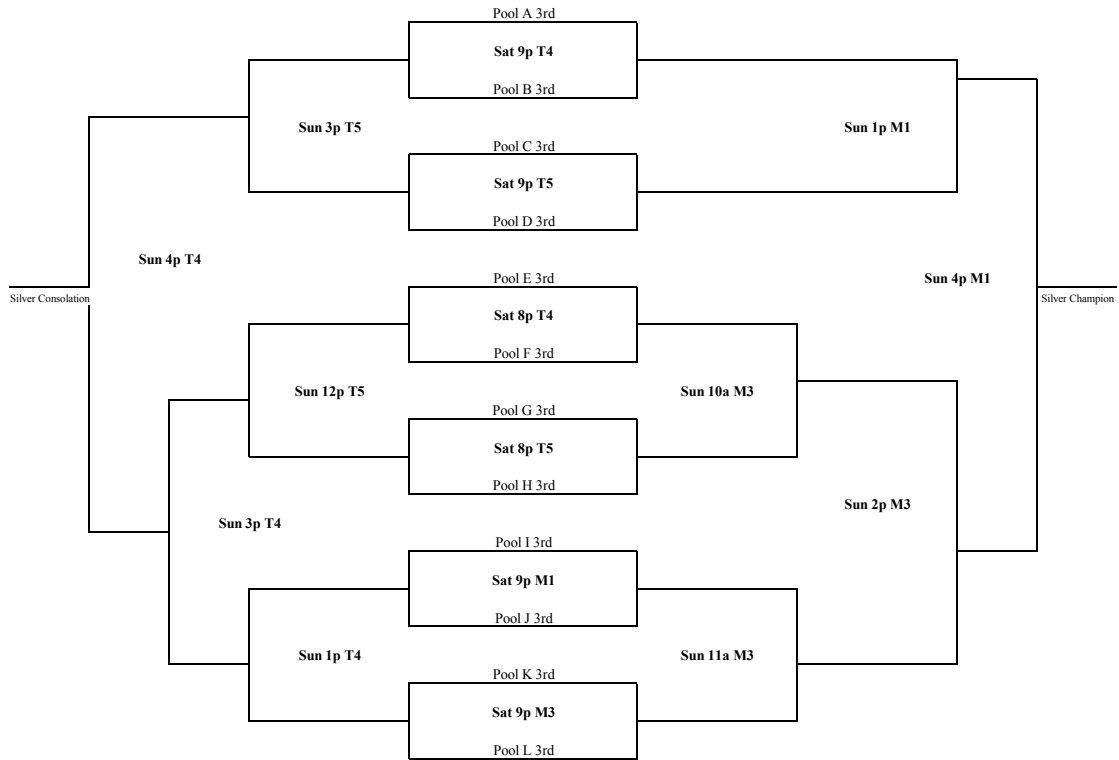 Pool A 3rd
Sat 9p T4
Pool B 3rd
Sun 3p T5
Sun 1p M1
Pool C 3rd
Sat 9p T5
Pool D 3rd
Sun 4p T4
Pool E 3rd
Sun 4p M1
Silver Consolation
Silver Champion
Sat 8p T4
Pool F 3rd
Sun 12p T5
Sun 10a M3
Pool G 3rd
Sat 8p T5
Pool H 3rd
Sun 2p M3
Sun 3p T4
Pool I 3rd
Sat 9p M1
Pool J 3rd
Sun 1p T4
Sun 11a M3
Pool K 3rd
Sat 9p M3
Pool L 3rd